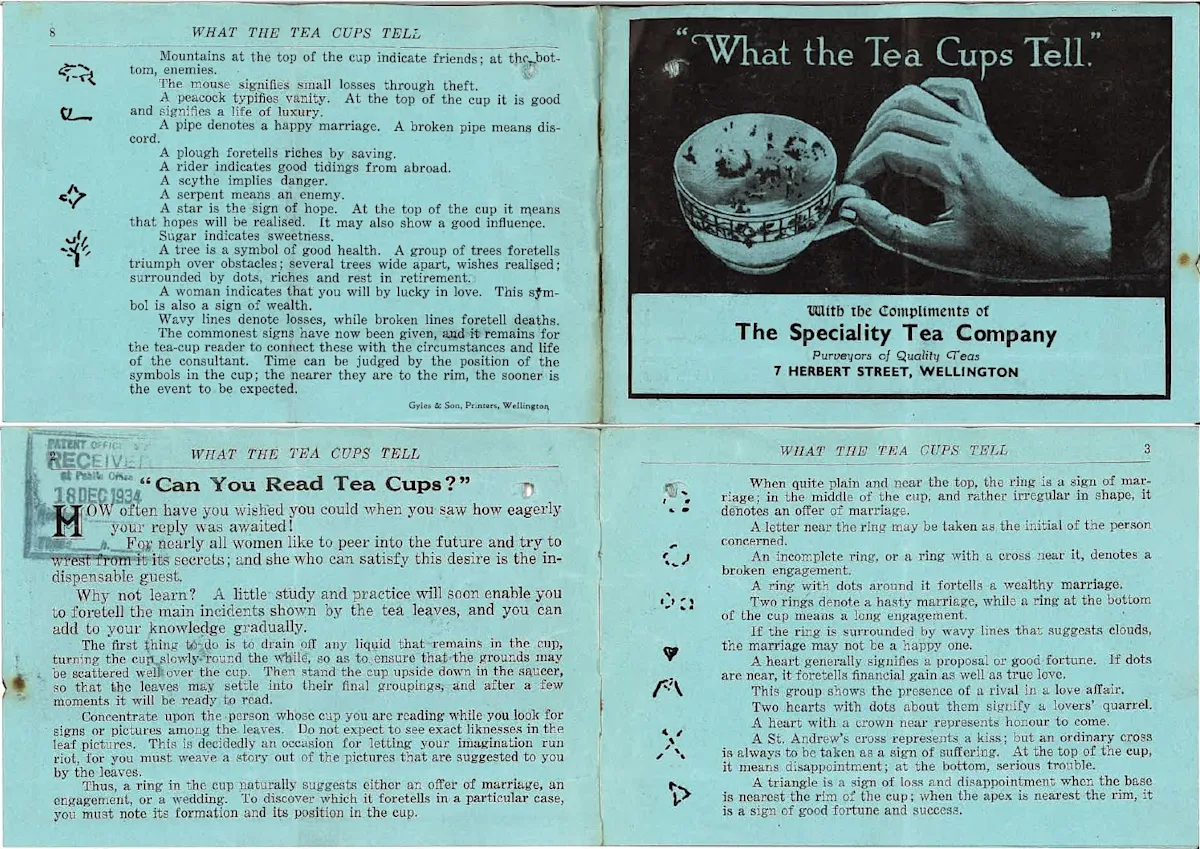 8 WHAT THE TEA CUPS TELL
Mountains at the top of the cup indicate friends; at the bot-
tom, enemies.
The mouse signifies small losses through theft.
A peacock typifies vanity. At the top of the cup it is good
and signifies a life of luxury.
A pipe denotes a happy marriage. A broken pipe means dis-
cord.
A plough foretells riches by saving.
A rider indicates good tidings from abroad.
A scythe implies danger.
A serpent means an enemy.
A star is the sign of hope. At the top of the cup it means
that hopes will be realised. It may also show a good influence.
Sugar indicates sweetness.
A tree is a symbol of good health. A group of trees foretells
triumph over obstacles; several trees wide apart, wishes realised;
surrounded by dots, riches and rest in retirement.
A woman indicates that you will by lucky in love. This sym-
bol is also a sign of wealth.
Wavy lines denote losses, while broken lines foretell deaths.
The commonest signs have now been given, and it remains for
the tea-cup reader to connect these with the circumstances and life
of the consultant. Time can be judged by the position of the
symbols in the cup; the nearer they are to the rim, the sooner is
the event to be expected.
Gyles & Son, Printers, Wellington
"What the Tea Cups Tell."
With the Compliments of
The Speciality Tea Company
Purveyors of Quality Teas
7 HERBERT STREET, WELLINGTON
2 WHAT THE TEA CUPS TELL
PATENT OFFICE
RECEIVED
18 DEC 1934
"Can You Read Tea Cups?"
HOW often have you wished you could when you saw how eagerly
your reply was awaited!
For nearly all women like to peer into the future and try to
wrest from it its secrets; and she who can satisfy this desire is the in-
dispensable guest.
Why not learn? A little study and practice will soon enable you
to foretell the main incidents shown by the tea leaves, and you can
add to your knowledge gradually.
The first thing to do is to drain off any liquid that remains in the cup,
turning the cup slowly round the while, so as to ensure that the grounds may
be scattered well over the cup. Then stand the cup upside down in the saucer,
so that the leaves may settle into their final groupings, and after a few
moments it will be ready to read.
Concentrate upon the person whose cup you are reading while you look for
signs or pictures among the leaves. Do not expect to see exact liknesses in the
leaf pictures. This is decidedly an occasion for letting your imagination run
riot, for you must weave a story out of the pictures that are suggested to you
by the leaves.
Thus, a ring in the cup naturally suggests either an offer of marriage, an
engagement, or a wedding. To discover which it foretells in a particular case,
you must note its formation and its position in the cup.
WHAT THE TEA CUPS TELL 3
When quite plain and near the top, the ring is a sign of mar-
riage; in the middle of the cup, and rather irregular in shape, it
denotes an offer of marriage.
A letter near the ring may be taken as the initial of the person
concerned.
An incomplete ring, or a ring with a cross near it, denotes a
broken engagement.
A ring with dots around it fortells a wealthy marriage.
Two rings denote a hasty marriage, while a ring at the bottom
of the cup means a long engagement.
If the ring is surrounded by wavy lines that suggests clouds,
the marriage may not be a happy one.
A heart generally signifies a proposal or good fortune. If dots
are near, it foretells financial gain as well as true love.
This group shows the presence of a rival in a love affair.
Two hearts with dots about them signify a lovers' quarrel.
A heart with a crown near represents honour to come.
A St. Andrew's cross represents a kiss; but an ordinary cross
is always to be taken as a sign of suffering. At the top of the cup,
it means disappointment; at the bottom, serious trouble.
A triangle is a sign of loss and disappointment when the base
is nearest the rim of the cup; when the apex is nearest the rim, it
is a sign of good fortune and success.